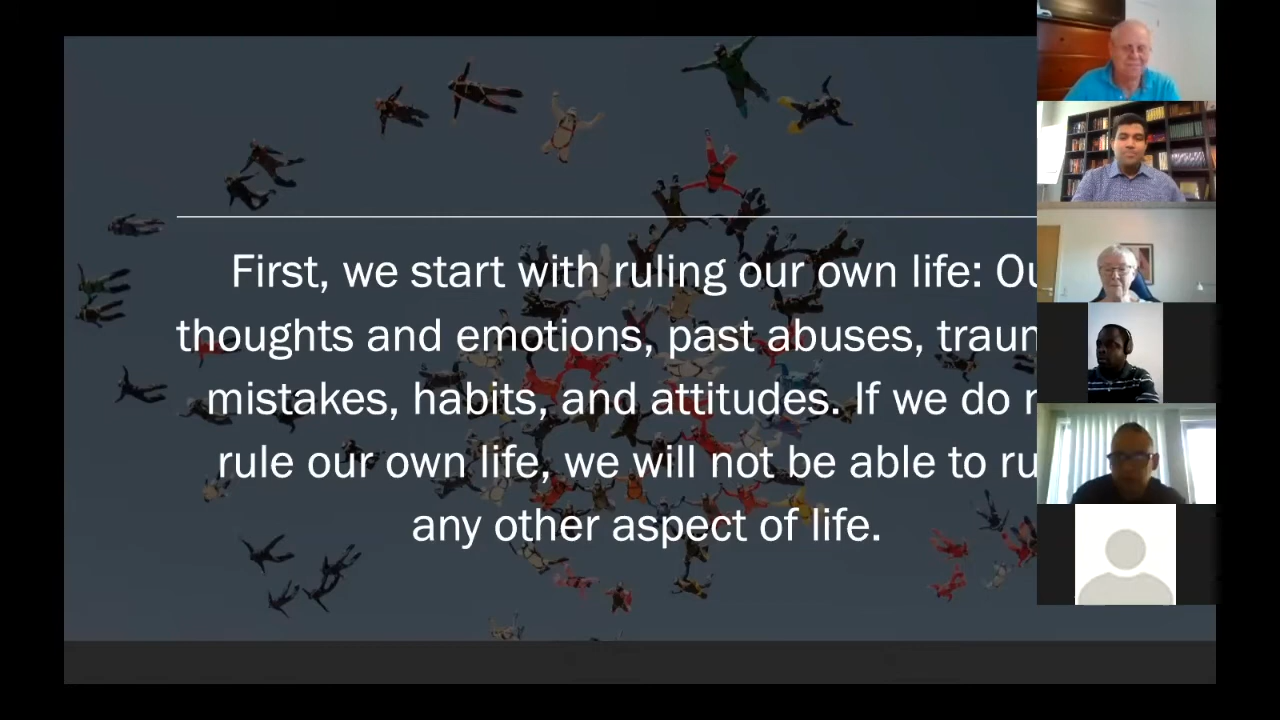 First, we start with ruling our own life:
thoughts and emotions, past abuses,
mistakes, habits, and attitudes. If we do
rule our own life, we will not be able to
any other aspect of life.